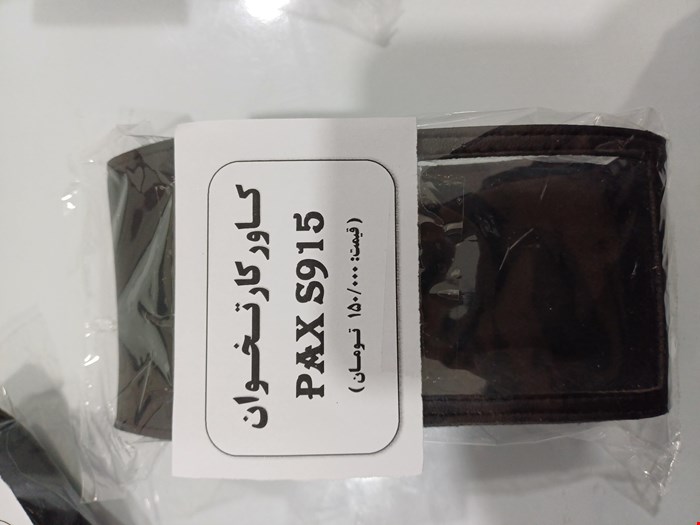 کاور کارتخوان
PAX S915
(قیمت: ۱۵۰/۰۰۰ تومان)